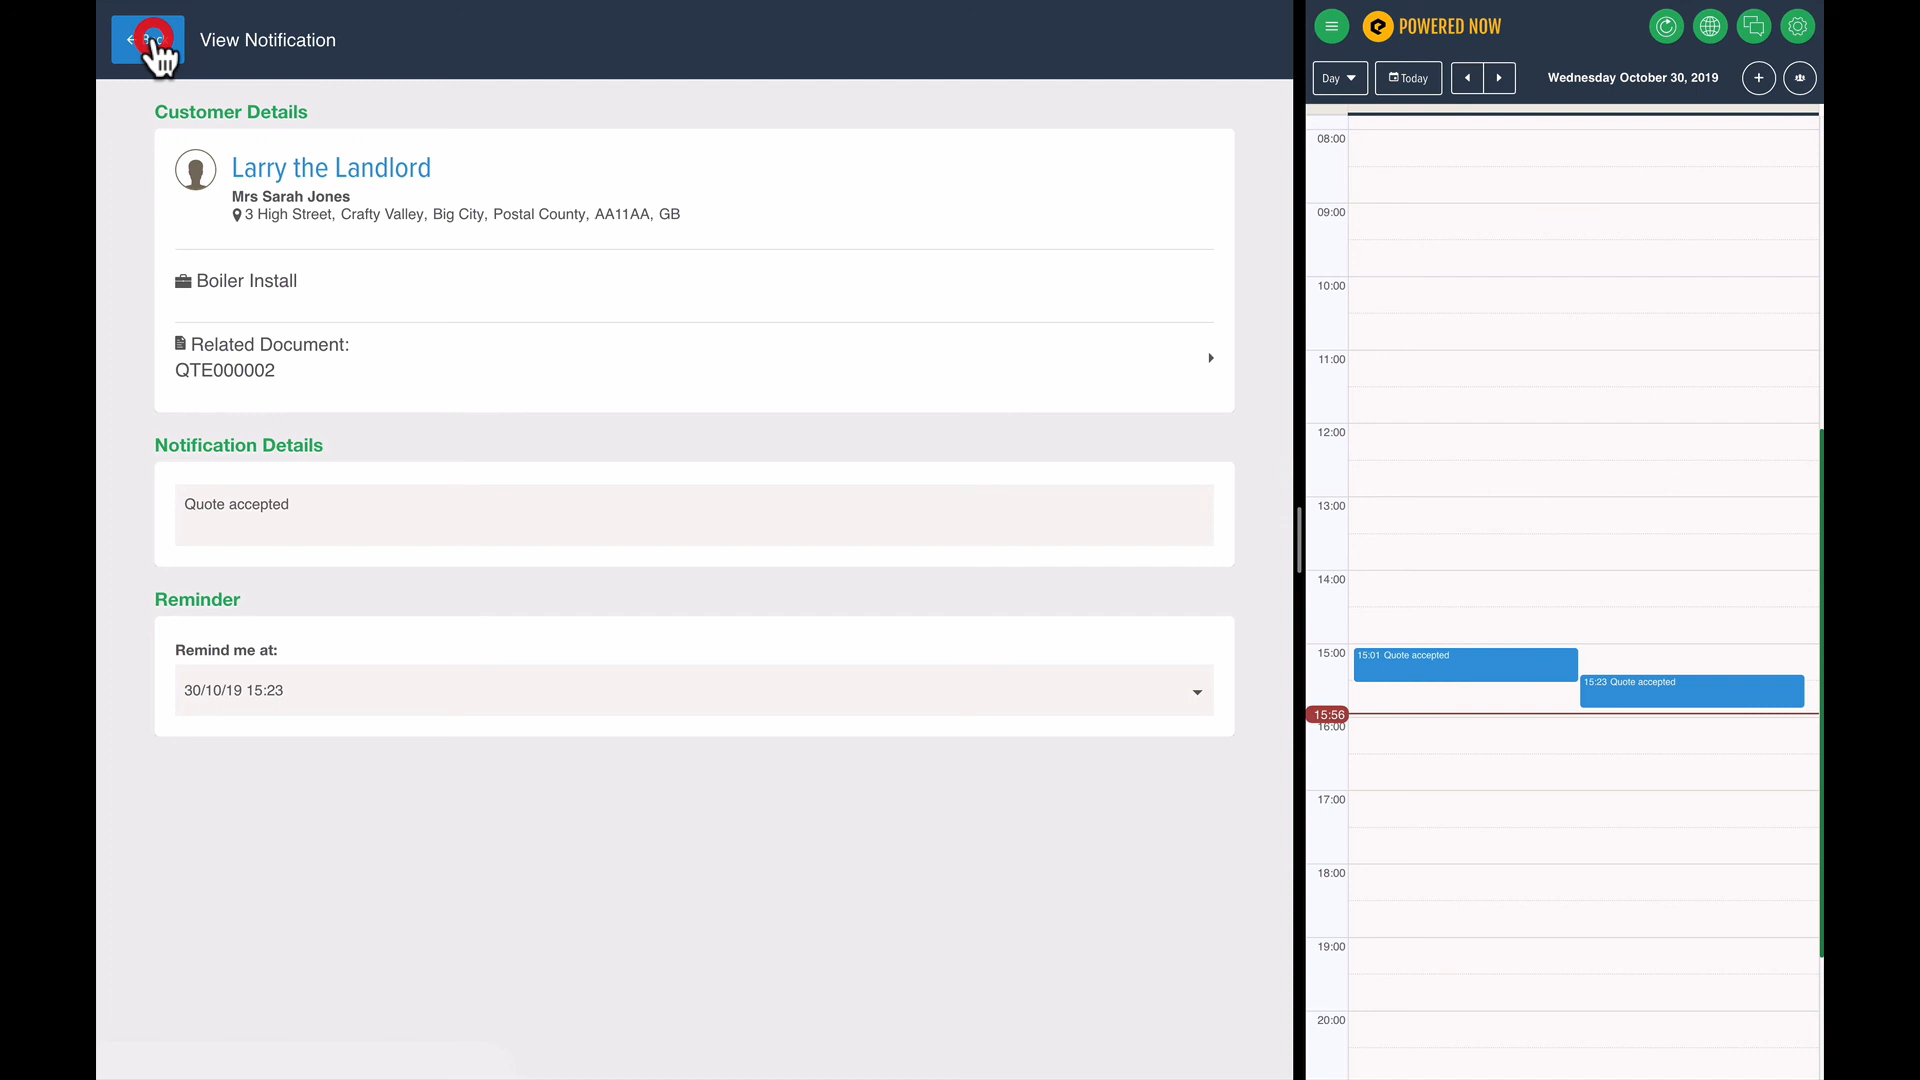 View Notification
Customer Details
Larry the Landlord
Mrs Sarah Jones
3 High Street, Crafty Valley, Big City, Postal County, AA11AA, GB
Boiler Install
Related Document:
QTE000002
Notification Details
Quote accepted
Reminder
Remind me at:
30/10/19 15:23
POWERED NOW
Day
Today
Wednesday October 30, 2019
08:00
09:00
10:00
11:00
12:00
13:00
14:00
15:00
15:01 Quote accepted
15:23 Quote accepted
15:56
16:00
17:00
18:00
19:00
20:00